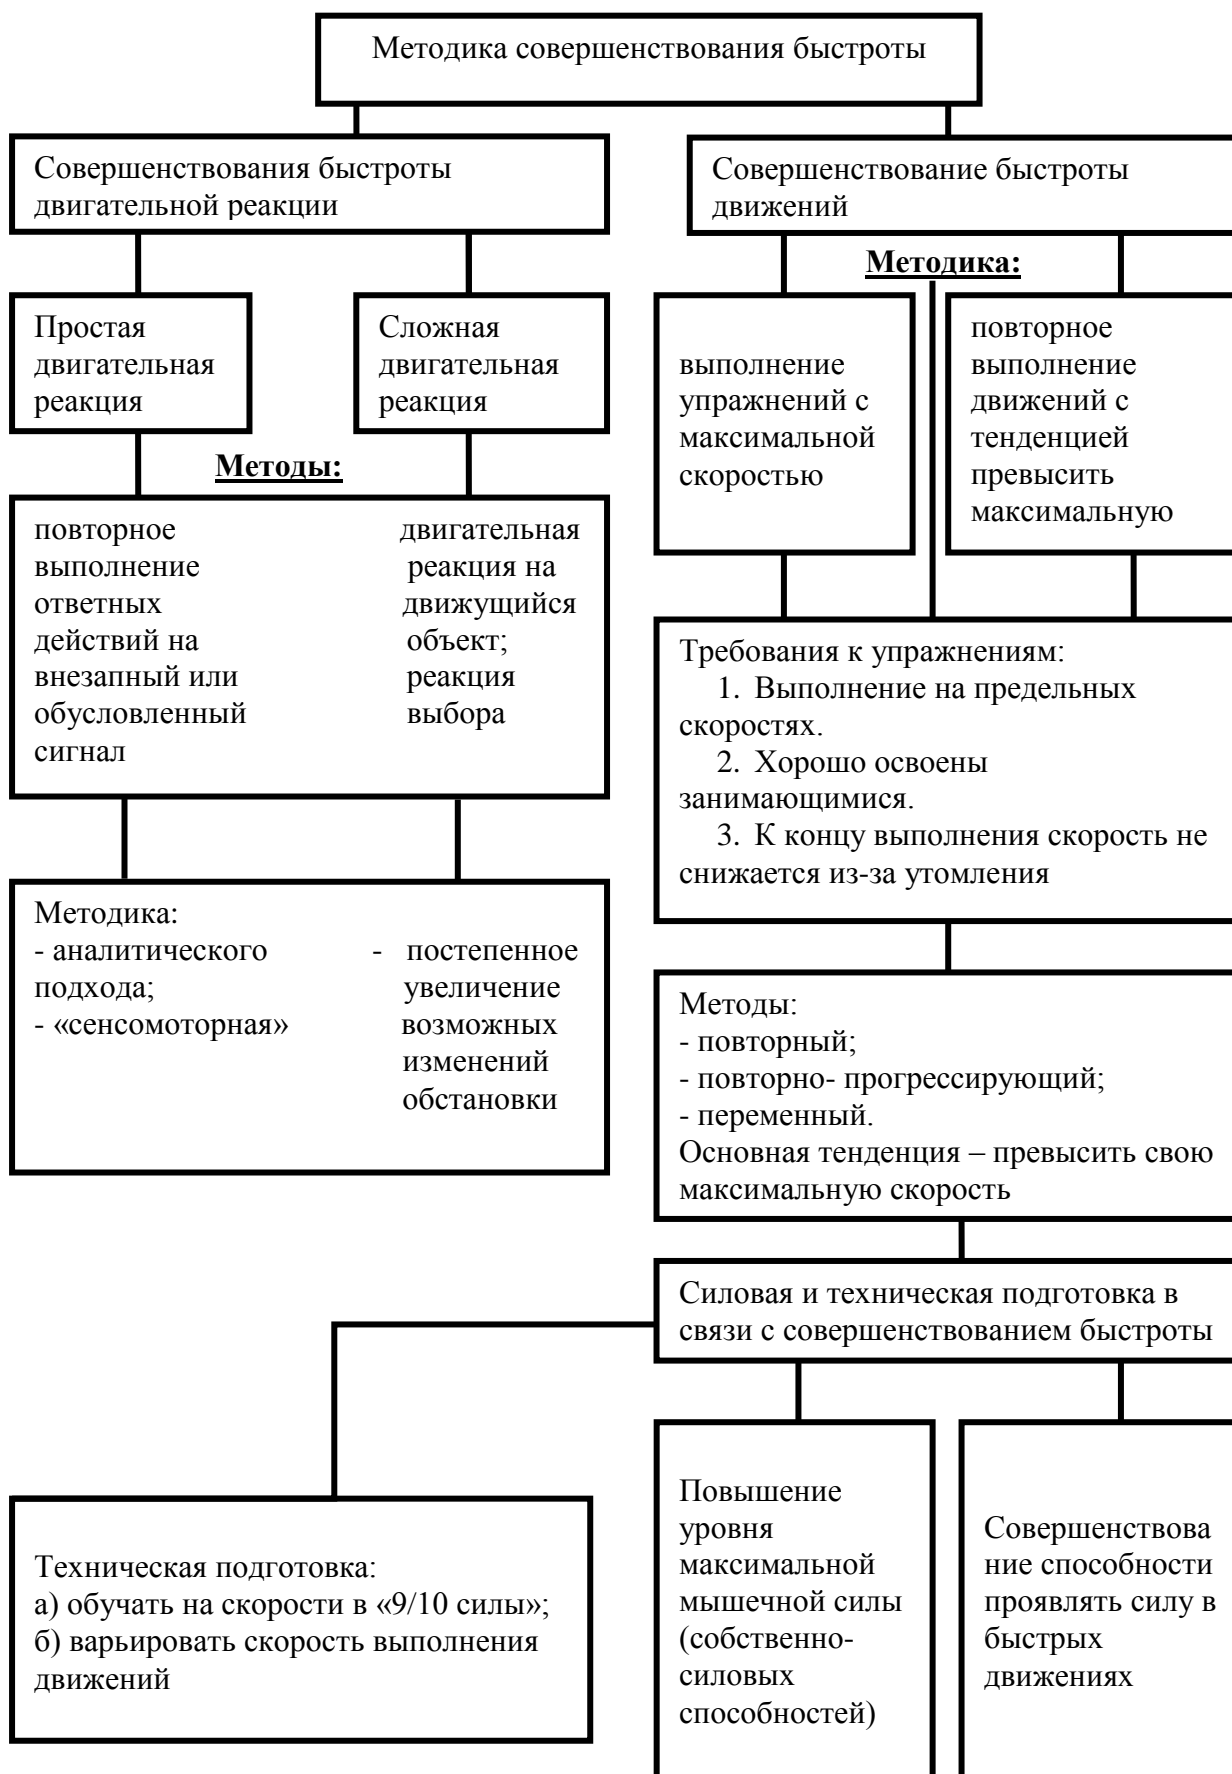 Методика совершенствования быстроты
Совершенствования быстроты
двигательной реакции
Совершенствование быстроты
движений
Методика:
Простая
двигательная
реакция
Сложная
двигательная
реакция
выполнение
упражнений с
максимальной
скоростью
повторное
выполнение
движений с
тенденцией
превысить
максимальную
Методы:
повторное
выполнение
ответных
действий на
внезапный или
обусловленный
сигнал
двигательная
реакция на
движущийся
объект;
реакция
выбора
Требования к упражнениям:
1. Выполнение на предельных
скоростях.
2. Хорошо освоены
занимающимися.
3. К концу выполнения скорость не
снижается из-за утомления
Методика:
- аналитического
подхода;
- «сенсомоторная»
- постепенное
увеличение
возможных
изменений
обстановки
Методы:
- повторный;
- повторно- прогрессирующий;
- переменный.
Основная тенденция – превысить свою
максимальную скорость
Силовая и техническая подготовка в
связи с совершенствованием быстроты
Техническая подготовка:
а) обучать на скорости в «9/10 силы»;
б) варьировать скорость выполнения
движений
Повышение
уровня
максимальной
мышечной силы
(собственно-
силовых
способностей)
Совершенствова
ние способности
проявлять силу в
быстрых
движениях